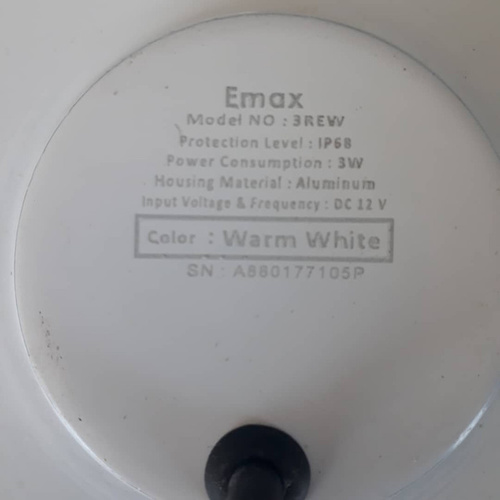 Emax
Model NO : 3REW
Protection Level : IP68
Power Consumption : 3W
Housing Material : Aluminum
Input Voltage & Frequency : DC 12 V
Color : Warm White
SN : A880177105P